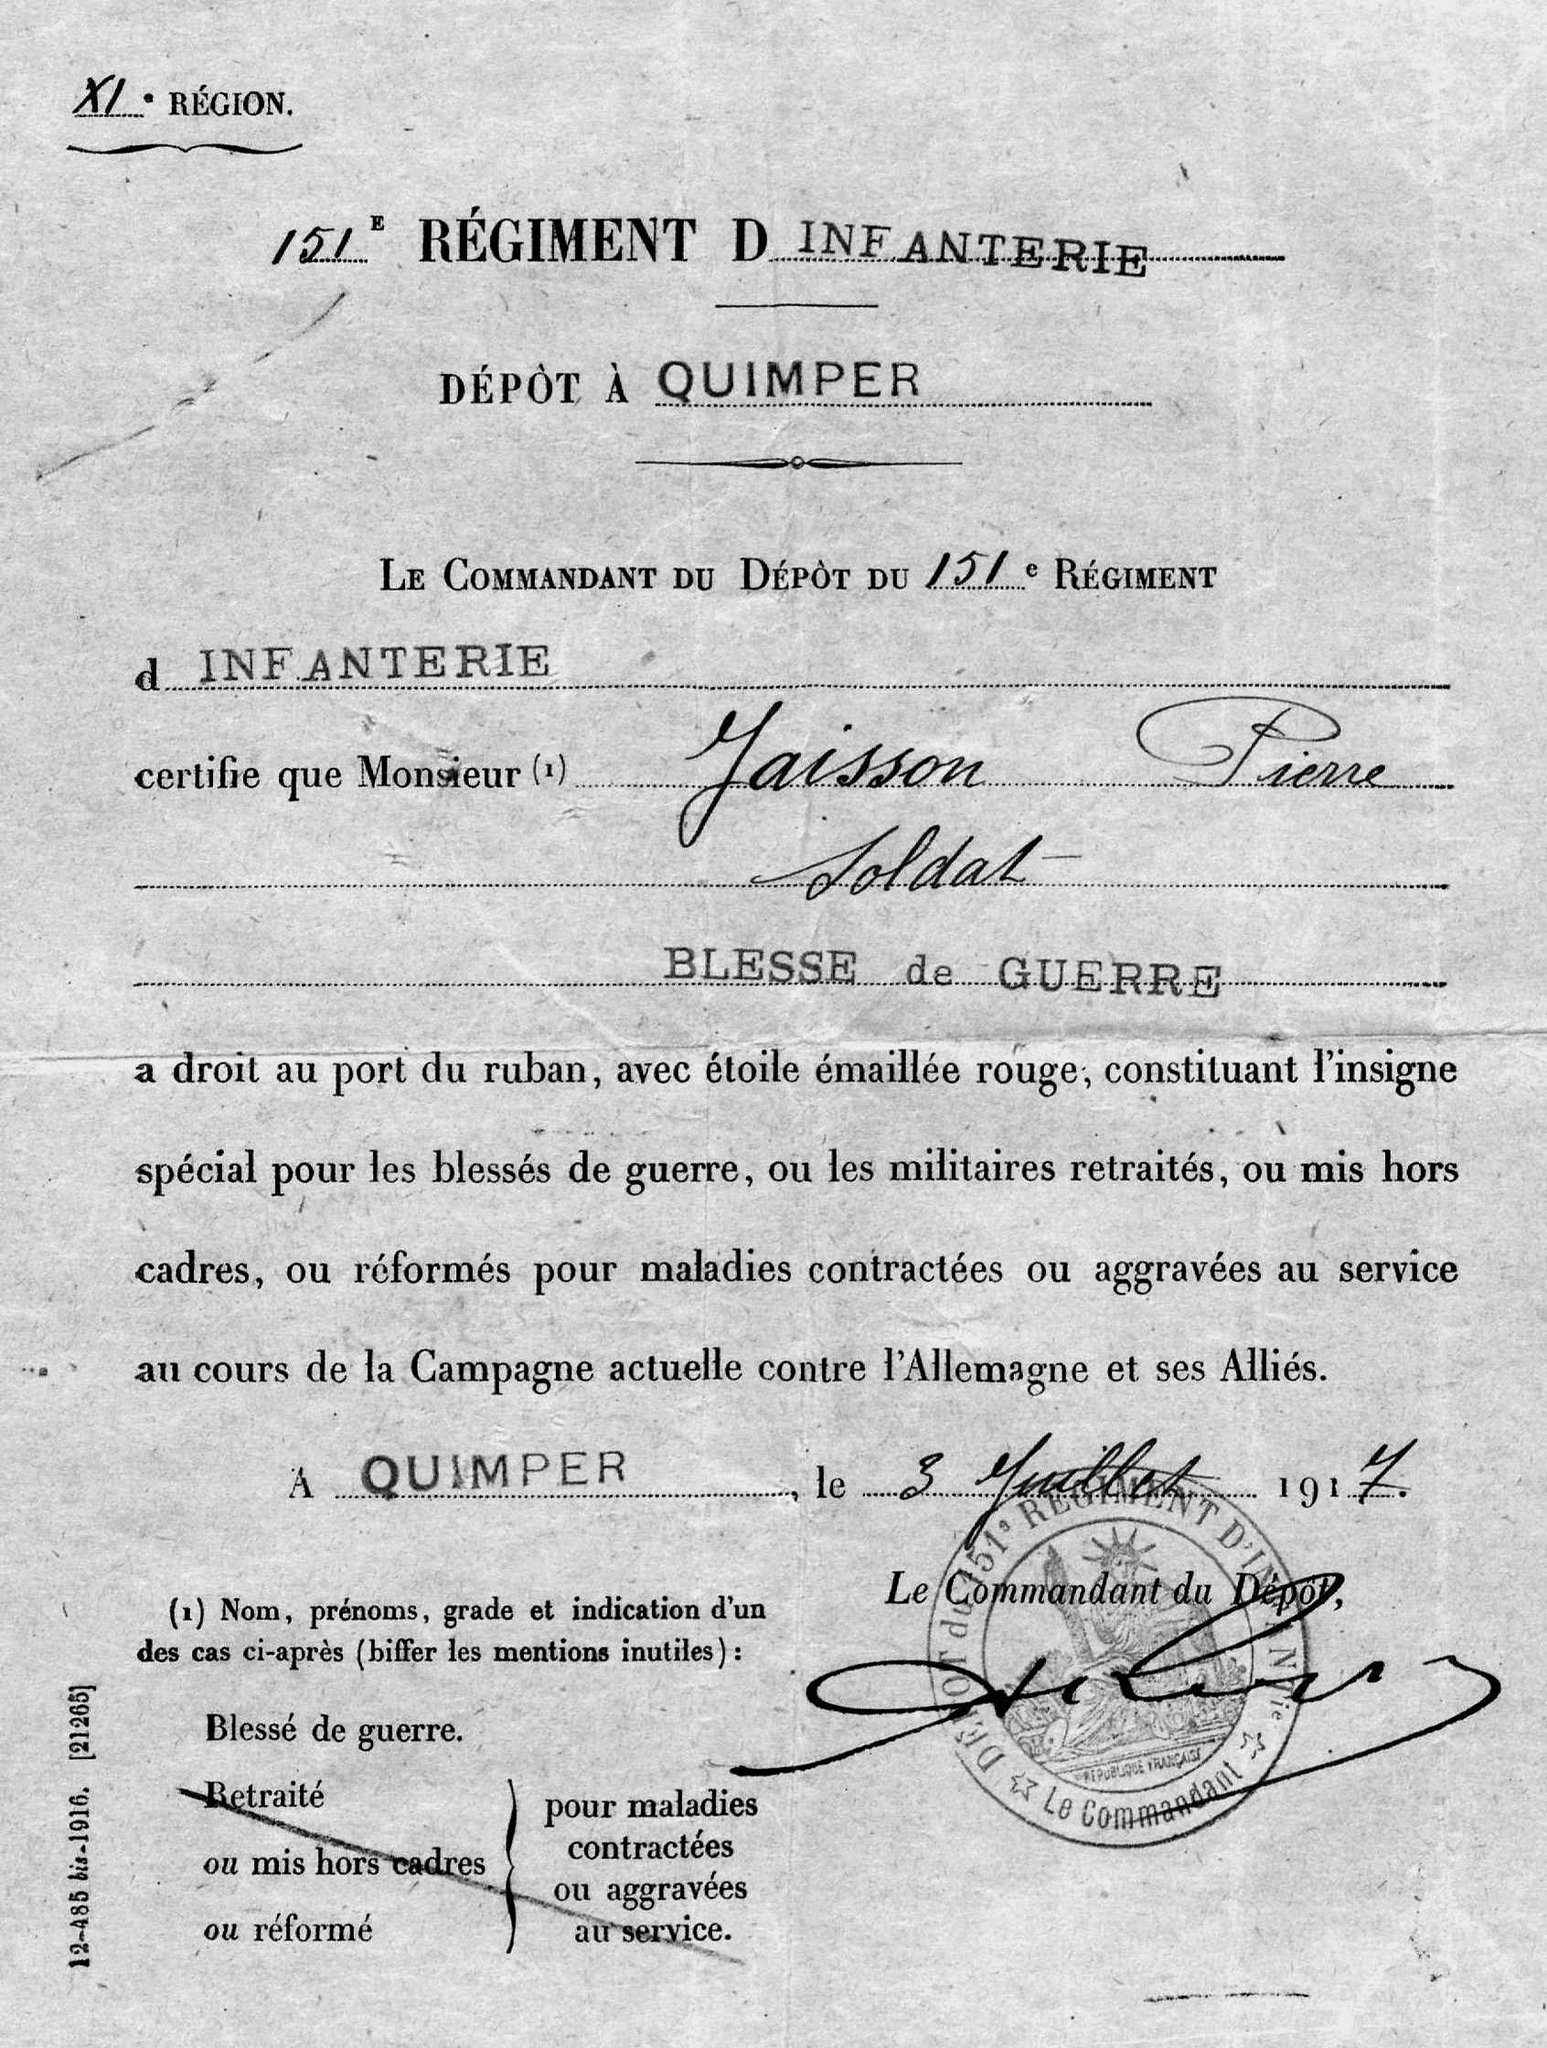 XI e RÉGION.
151 E RÉGIMENT D INFANTERIE
DÉPÔT À QUIMPER
LE COMMANDANT DU DÉPÔT DU 151 e RÉGIMENT
d INFANTERIE
certifie que Monsieur (1) Jaisson Pierre
Soldat
BLESSE de GUERRE
a droit au port du ruban, avec étoile émaillée rouge, constituant l'insigne
spécial pour les blessés de guerre, ou les militaires retraités, ou mis hors
cadres, ou réformés pour maladies contractées ou aggravées au service
au cours de la Campagne actuelle contre l'Allemagne et ses Alliés.
A QUIMPER, le 3 Juillet 1917.
Le Commandant du Dépôt,
DÉPOT du 151e REGIMENT D'INFANTie
REPUBLIQUE FRANÇAISE
Le Commandant
(1) Nom, prénoms, grade et indication d'un
des cas ci-après (biffer les mentions inutiles) :
Blessé de guerre.
Retraité
ou mis hors cadres
ou réformé
pour maladies
contractées
ou aggravées
au service.
12-485 bis-1916. [21265]